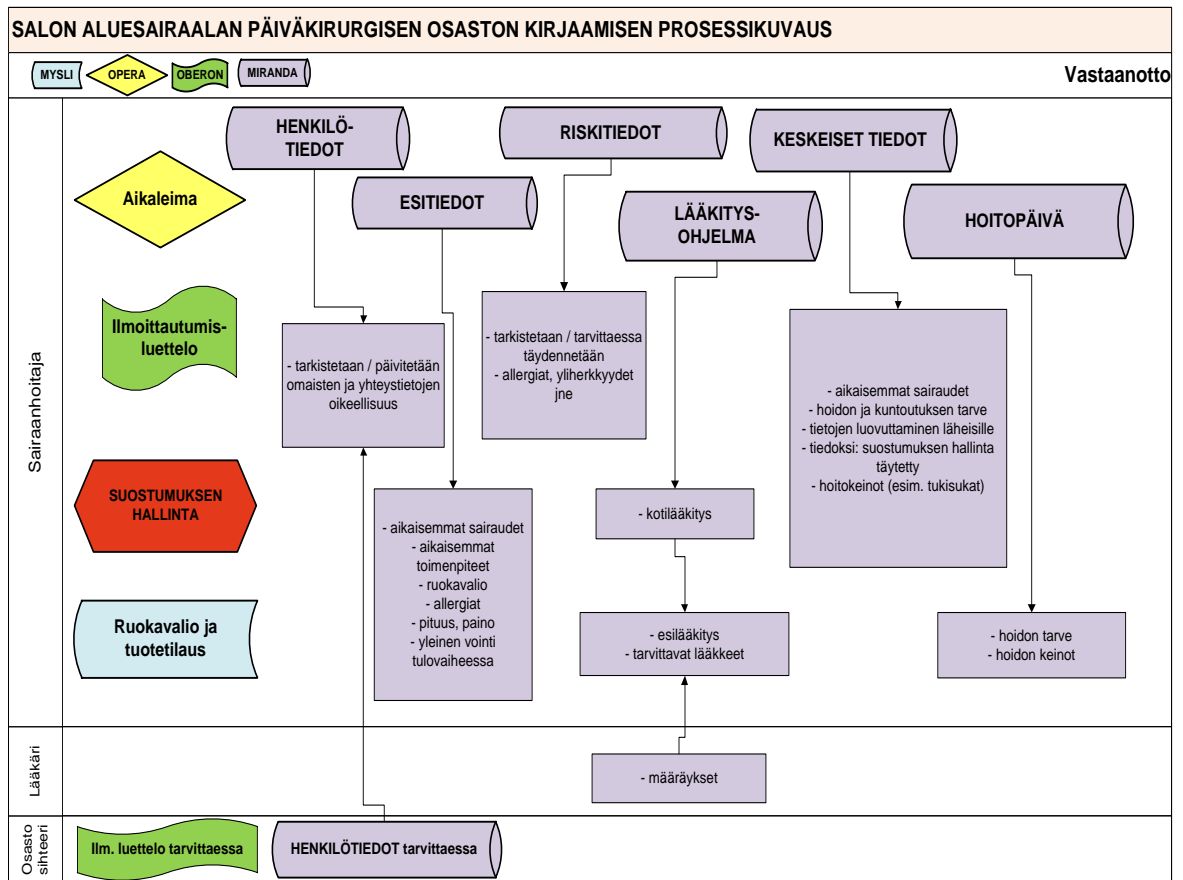 SALON ALUESAIRAALAN PÄIVÄKIRURGISEN OSASTON KIRJAAMISEN PROSESSIKUVAUS
MYSLI
OPERA
OBERON
MIRANDA
Vastaanotto
Sairaanhoitaja
HENKILÖ-
TIEDOT
RISKITIEDOT
KESKEISET TIEDOT
Aikaleima
ESITIEDOT
LÄÄKITYS-
OHJELMA
HOITOPÄIVÄ
Ilmoittautumis-
luettelo
- tarkistetaan / päivitetään
omaisten ja yhteystietojen
oikeellisuus
- tarkistetaan / tarvittaessa
täydennetään
- allergiat, yliherkkyydet
jne
- aikaisemmat sairaudet
- hoidon ja kuntoutuksen tarve
- tietojen luovuttaminen läheisille
- tiedoksi: suostumuksen hallinta
täytetty
- hoitokeinot (esim. tukisukat)
SUOSTUMUKSEN
HALLINTA
- aikaisemmat sairaudet
- aikaisemmat
toimenpiteet
- ruokavalio
- allergiat
- pituus, paino
- yleinen vointi
tulovaiheessa
- kotilääkitys
Ruokavalio ja
tuotetilaus
- esilääkitys
- tarvittavat lääkkeet
- hoidon tarve
- hoidon keinot
Lääkäri
- määräykset
Osasto
sihteeri
Ilm. luettelo tarvittaessa
HENKILÖTIEDOT tarvittaessa